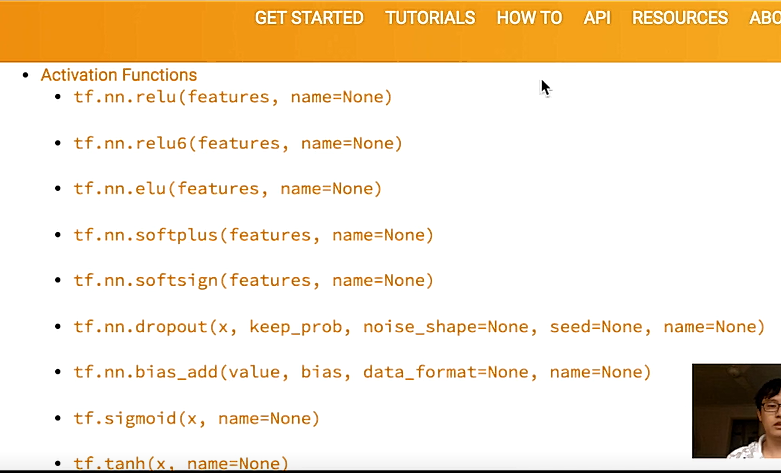 GET STARTED TUTORIALS HOW TO API RESOURCES
Activation Functions
tf.nn.relu(features, name=None)
tf.nn.relu6(features, name=None)
tf.nn.elu(features, name=None)
tf.nn.softplus(features, name=None)
tf.nn.softsign(features, name=None)
tf.nn.dropout(x, keep_prob, noise_shape=None, seed=None, name=None)
tf.nn.bias_add(value, bias, data_format=None, name=None)
tf.sigmoid(x, name=None)
tf.tanh(x, name=None)